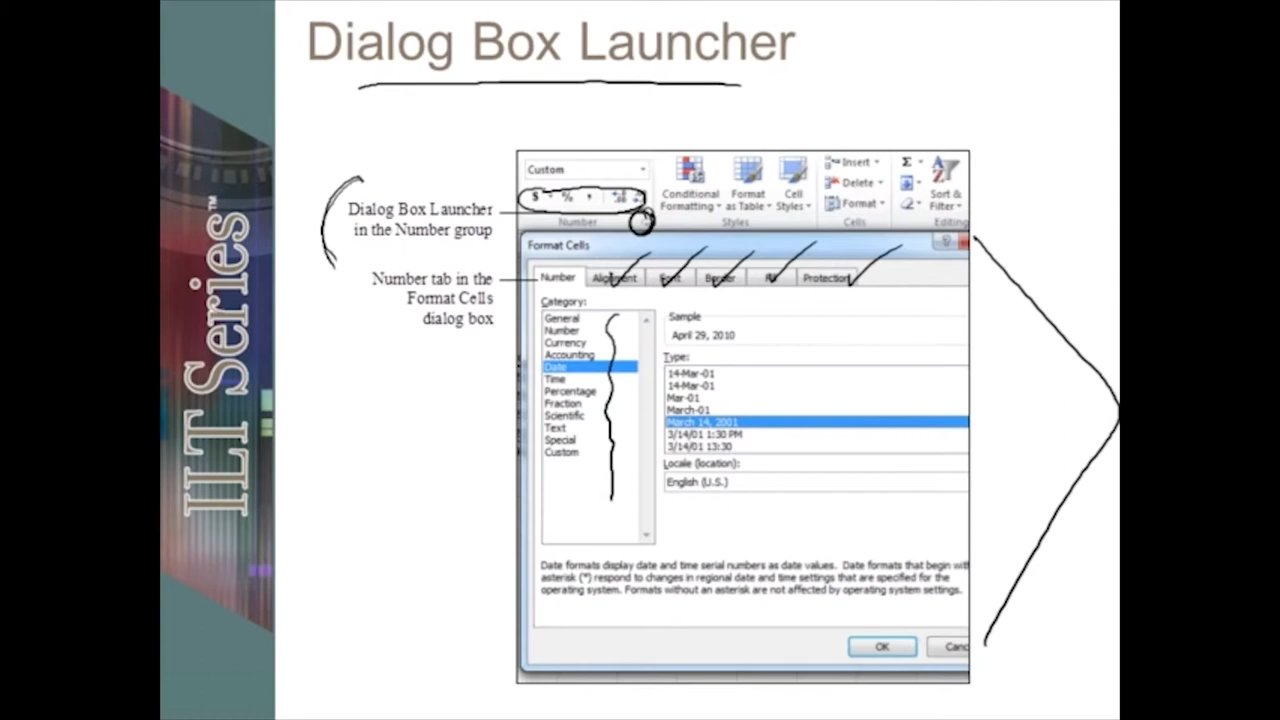 Dialog Box Launcher
ILT Series™
Dialog Box Launcher
in the Number group
Number tab in the
Format Cells
dialog box
Custom
$ % ,
Number
Conditional
Formatting
Format
as Table
Cell
Styles
Styles
Insert
Delete
Format
Cells
Σ
Sort &
Filter
Editing
Format Cells
Number Alignment Font Border Fill Protection
Category:
General
Number
Currency
Accounting
Date
Time
Percentage
Fraction
Scientific
Text
Special
Custom
Sample
April 29, 2010
Type:
14-Mar-01
14-Mar-01
Mar-01
March-01
March 14, 2001
3/14/01 1:30 PM
3/14/01 13:30
Locale (location):
English (U.S.)
Date formats display date and time serial numbers as date values. Date formats that begin wit
asterisk (*) respond to changes in regional date and time settings that are specified for the
operating system. Formats without an asterisk are not affected by operating system settings.
OK
Canc